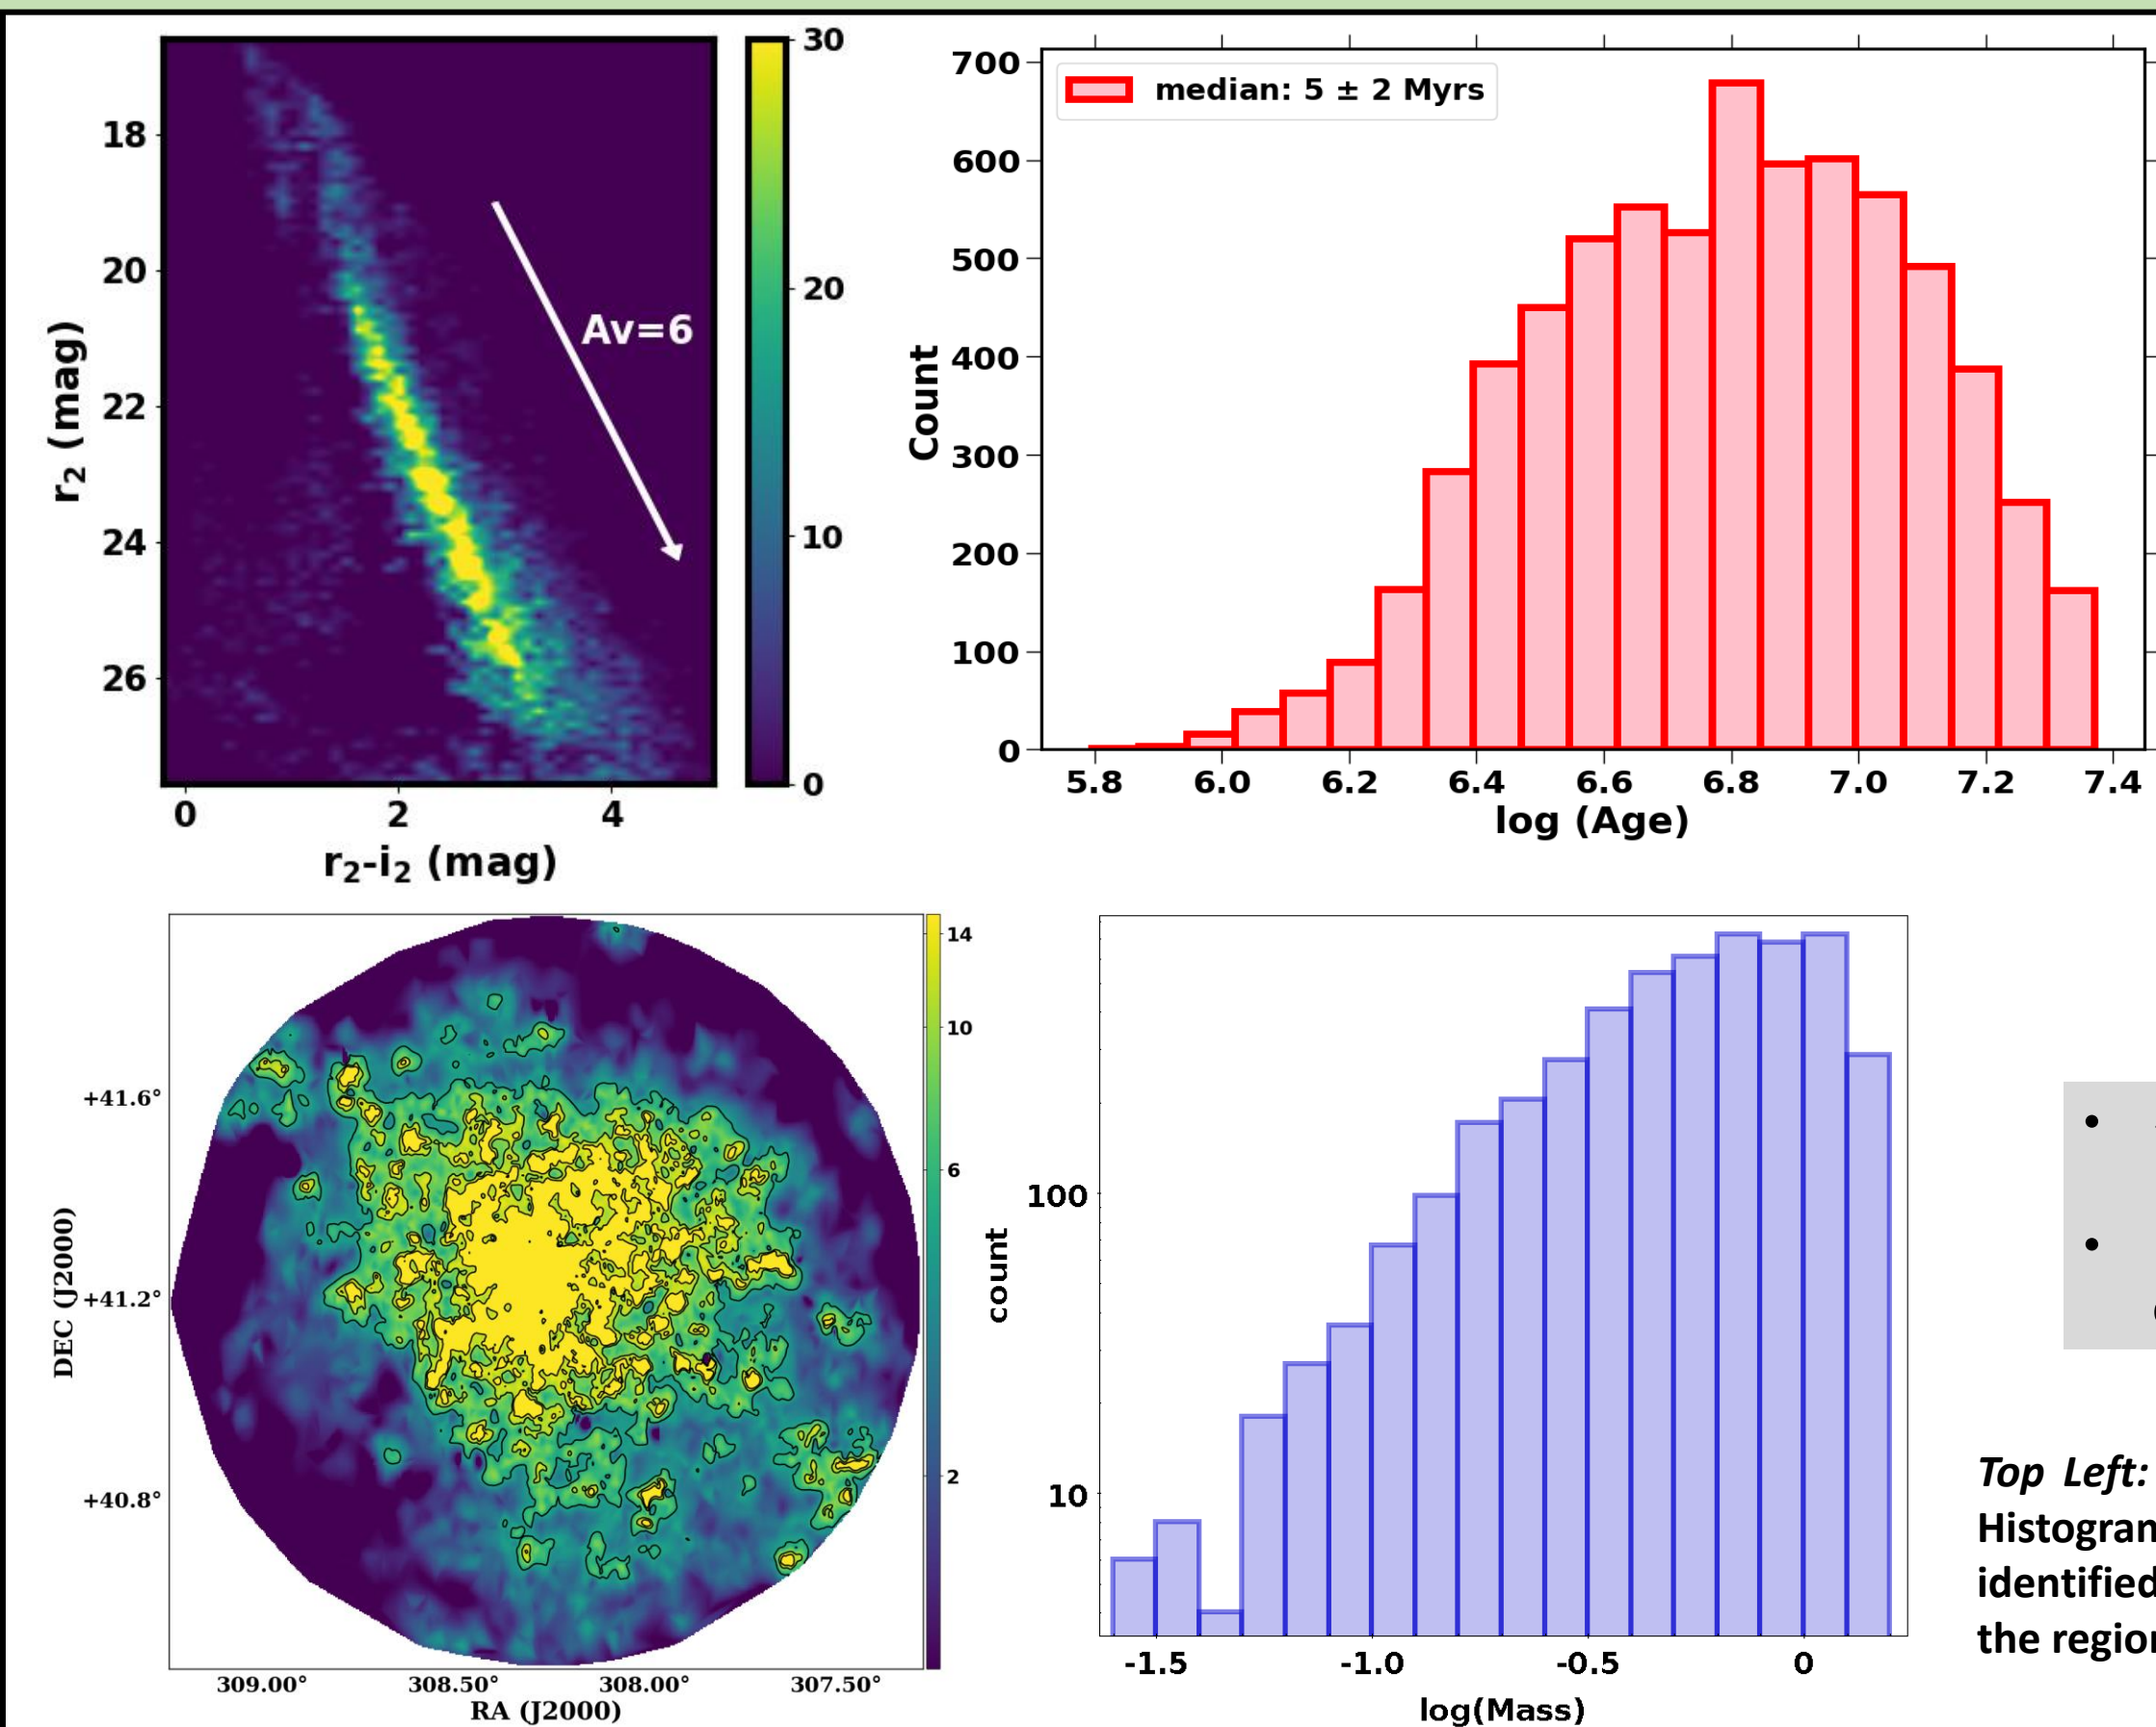 30
20
10
0
18
20
22
24
26
r₂ (mag)
Av=6
0 2 4
r₂-i₂ (mag)
median: 5 ± 2 Myrs
700
600
500
400
300
200
100
0
Count
5.8 6.0 6.2 6.4 6.6 6.8 7.0 7.2 7.4
log (Age)
14
10
6
2
+41.6°
+41.2°
+40.8°
DEC (J2000)
309.00° 308.50° 308.00° 307.50°
RA (J2000)
100
10
count
-1.5 -1.0 -0.5 0
log(Mass)
•
•
Top Left:
identified
the region